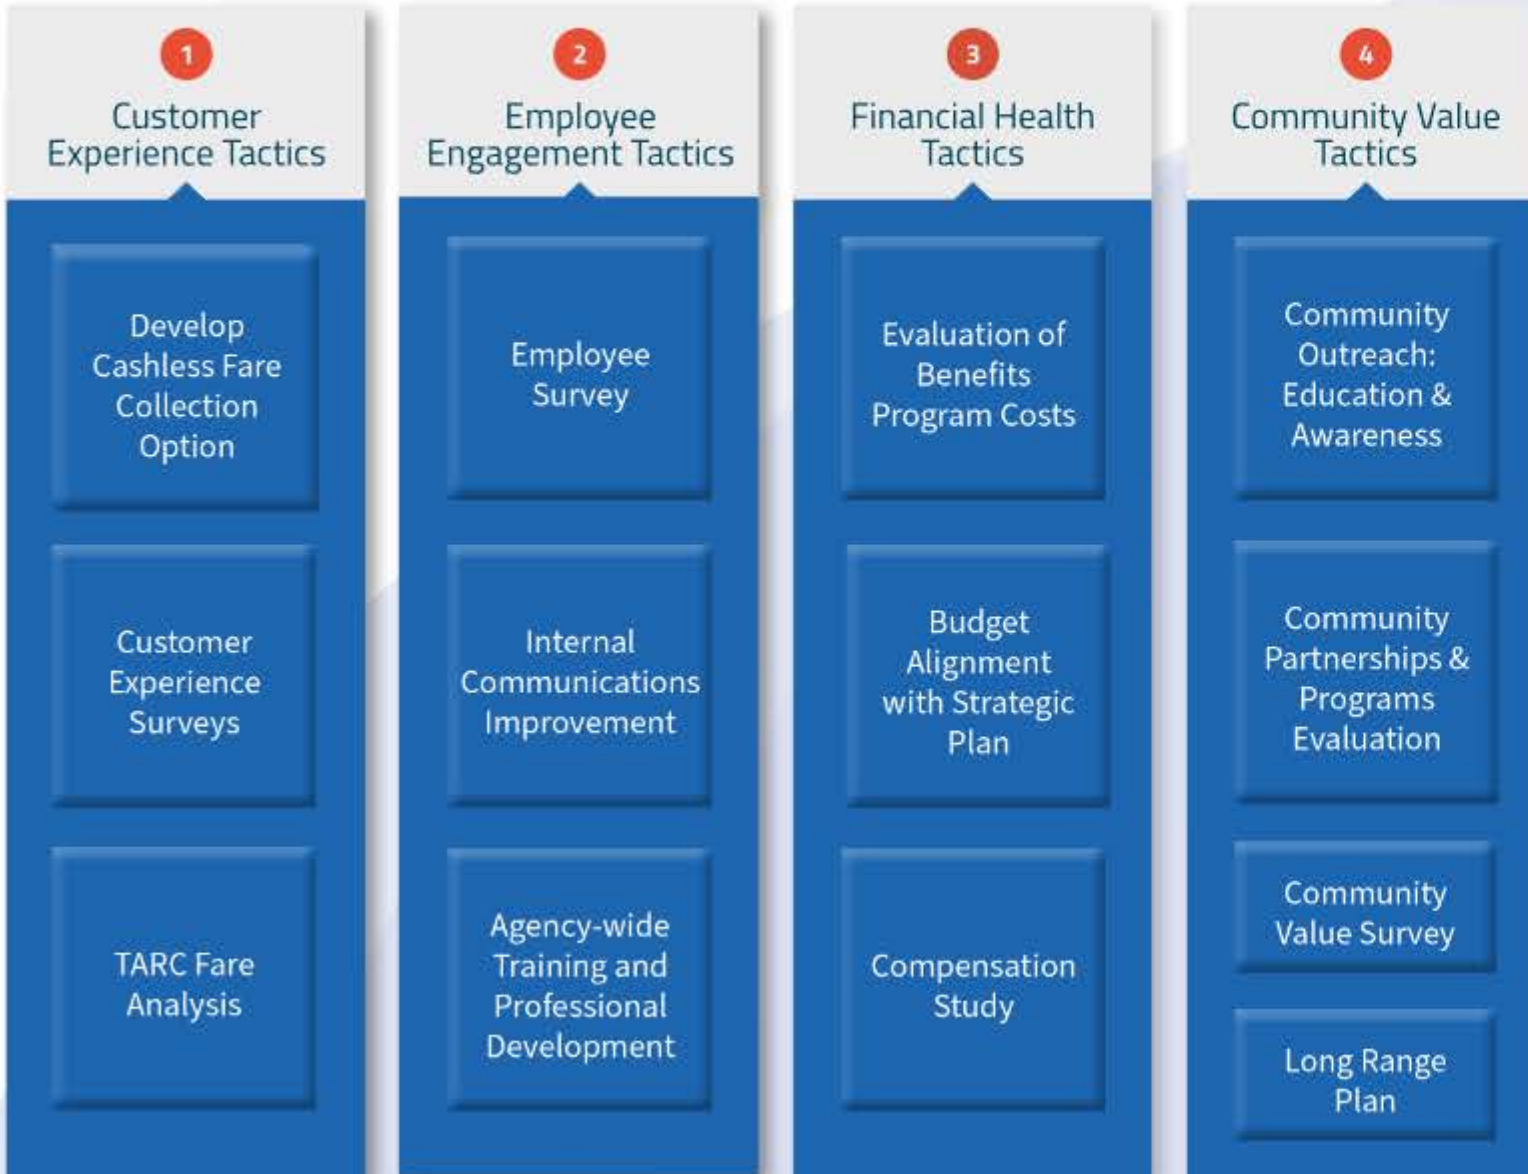 1
Customer
Experience Tactics
Develop
Cashless Fare
Collection
Option
Customer
Experience
Surveys
TARC Fare
Analysis
2
Employee
Engagement Tactics
Employee
Survey
Internal
Communications
Improvement
Agency-wide
Training and
Professional
Development
3
Financial Health
Tactics
Evaluation of
Benefits
Program Costs
Budget
Alignment
with Strategic
Plan
Compensation
Study
4
Community Value
Tactics
Community
Outreach:
Education &
Awareness
Community
Partnerships &
Programs
Evaluation
Community
Value Survey
Long Range
Plan